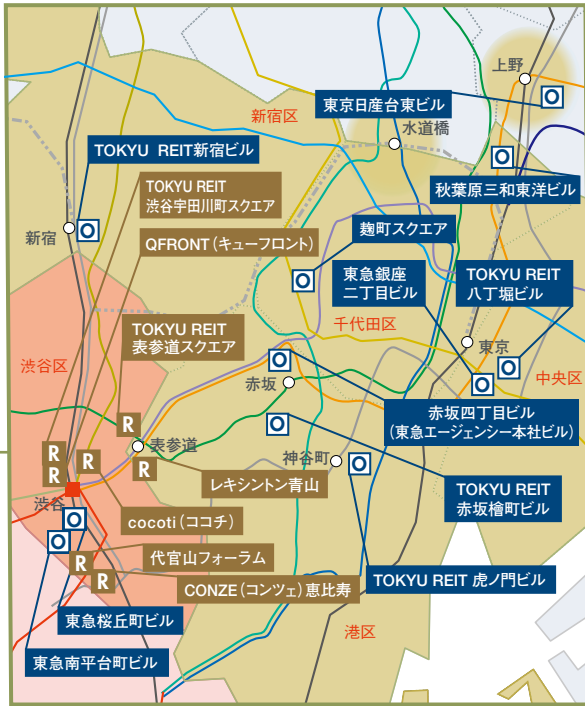 上野
東京日産台東ビル
新宿区
水道橋
TOKYU REIT新宿ビル
秋葉原三和東洋ビル
TOKYU REIT
渋谷宇田川町スクエア
新宿
QFRONT（キューフロント）
麹町スクエア
東急銀座
二丁目ビル
TOKYU REIT
八丁堀ビル
TOKYU REIT
表参道スクエア
千代田区
東京
渋谷区
中央区
赤坂
赤坂四丁目ビル
（東急エージェンシー本社ビル）
R
表参道
R
R
R
R
神谷町
レキシントン青山
TOKYU REIT
赤坂檜町ビル
渋谷
cocoti（ココチ）
代官山フォーラム
R
R
CONZE（コンツェ）恵比寿
TOKYU REIT 虎ノ門ビル
東急桜丘町ビル
港区
東急南平台町ビル